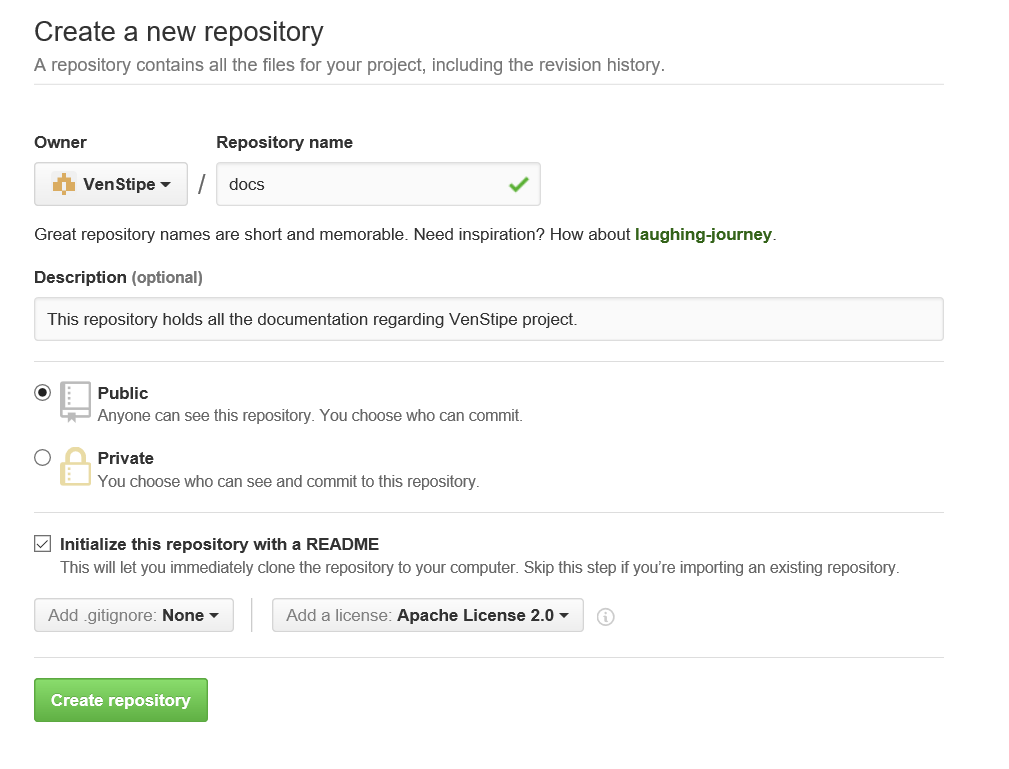 Create a new repository
A repository contains all the files for your project, including the revision history.
Owner Repository name
VenStipe / docs
Great repository names are short and memorable. Need inspiration? How about laughing-journey.
Description (optional)
This repository holds all the documentation regarding VenStipe project.
Public
Anyone can see this repository. You choose who can commit.
Private
You choose who can see and commit to this repository.
Initialize this repository with a README
This will let you immediately clone the repository to your computer. Skip this step if you’re importing an existing repository.
Add .gitignore: None Add a license: Apache License 2.0
Create repository